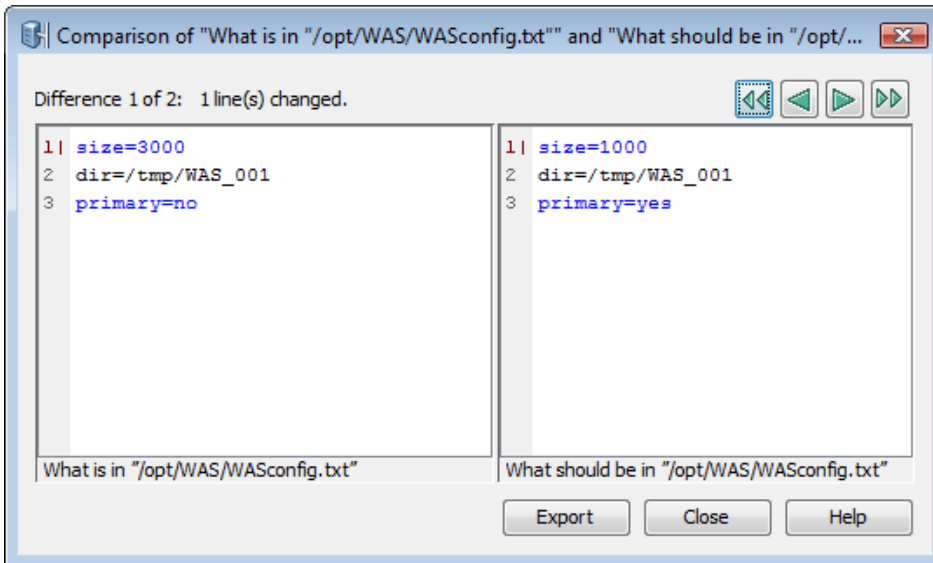 Comparison of "What is in "/opt/WAS/WASconfig.txt"" and "What should be in "/opt/...
Difference 1 of 2: 1 line(s) changed.
1| size=3000
2 dir=/tmp/WAS_001
3 primary=no
What is in "/opt/WAS/WASconfig.txt"
1| size=1000
2 dir=/tmp/WAS_001
3 primary=yes
What should be in "/opt/WAS/WASconfig.txt"
Export Close Help